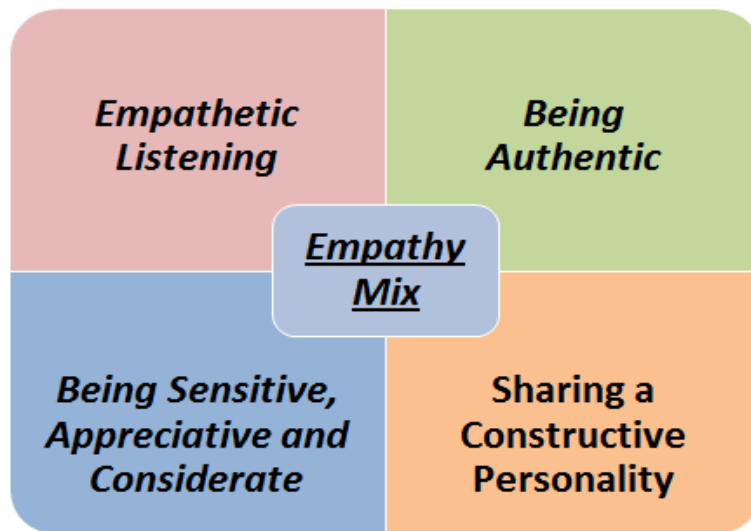 Empathetic
Listening
Being
Authentic
Empathy
Mix
Being Sensitive,
Appreciative and
Considerate
Sharing a
Constructive
Personality